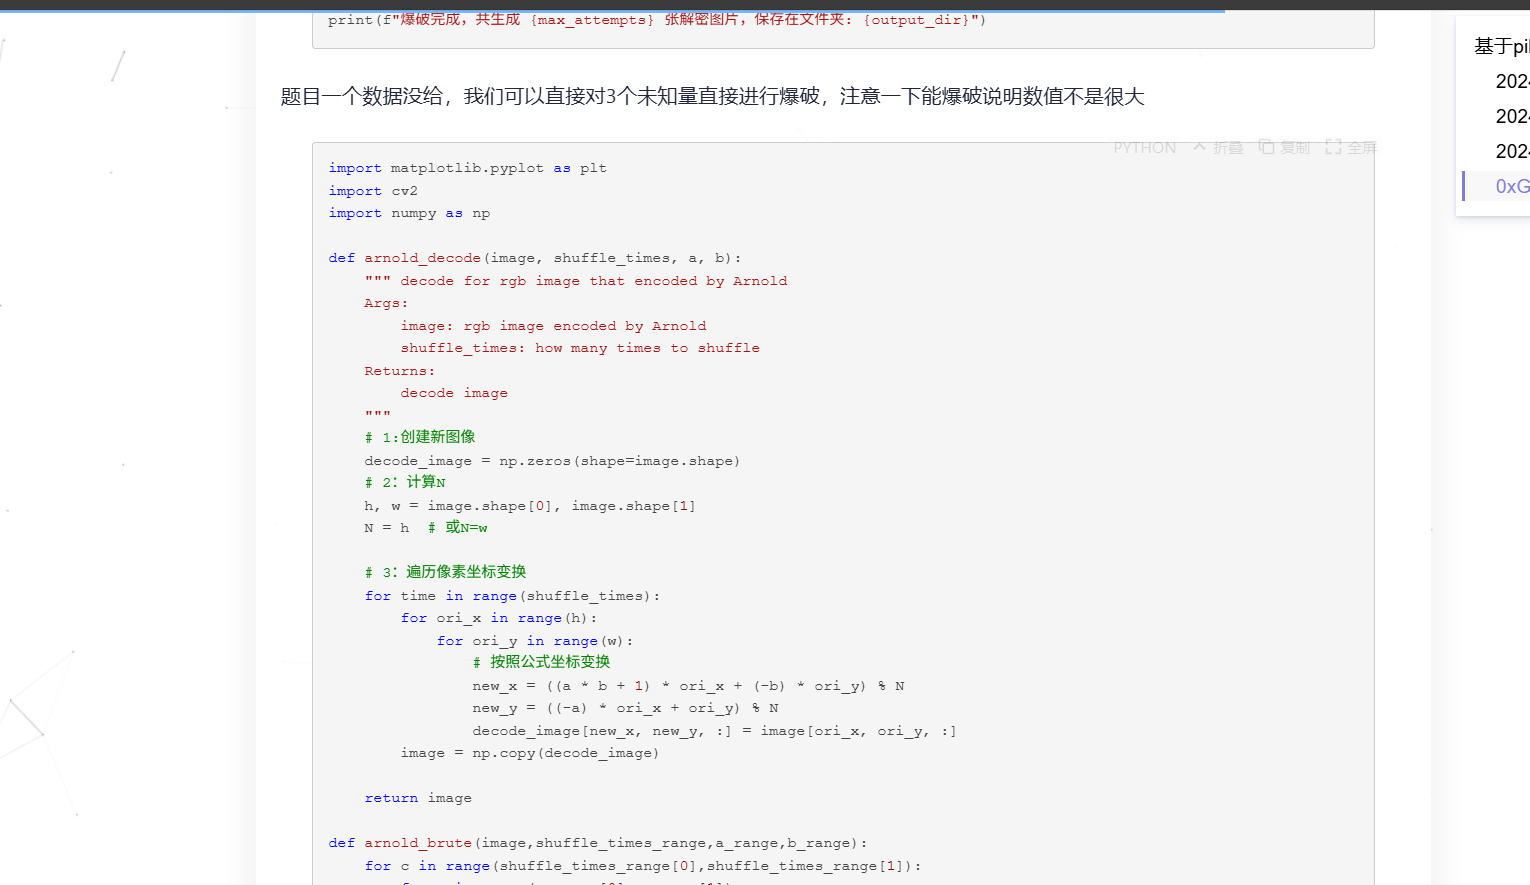 print(f"爆破完成，共生成 {max_attempts} 张解密图片，保存在文件夹: {output_dir}")
题目一个数据没给，我们可以直接对3个未知量直接进行爆破，注意一下能爆破说明数值不是很大
PYTHON 折叠 复制 全屏
import matplotlib.pyplot as plt
import cv2
import numpy as np

def arnold_decode(image, shuffle_times, a, b):
    """ decode for rgb image that encoded by Arnold
    Args:
        image: rgb image encoded by Arnold
        shuffle_times: how many times to shuffle
    Returns:
        decode image
    """
    # 1:创建新图像
    decode_image = np.zeros(shape=image.shape)
    # 2: 计算N
    h, w = image.shape[0], image.shape[1]
    N = h  # 或N=w

    # 3: 遍历像素坐标变换
    for time in range(shuffle_times):
        for ori_x in range(h):
            for ori_y in range(w):
                # 按照公式坐标变换
                new_x = ((a * b + 1) * ori_x + (-b) * ori_y) % N
                new_y = ((-a) * ori_x + ori_y) % N
                decode_image[new_x, new_y, :] = image[ori_x, ori_y, :]
        image = np.copy(decode_image)

    return image

def arnold_brute(image,shuffle_times_range,a_range,b_range):
    for c in range(shuffle_times_range[0],shuffle_times_range[1]):
基于pi
2024
2024
2024
0xG